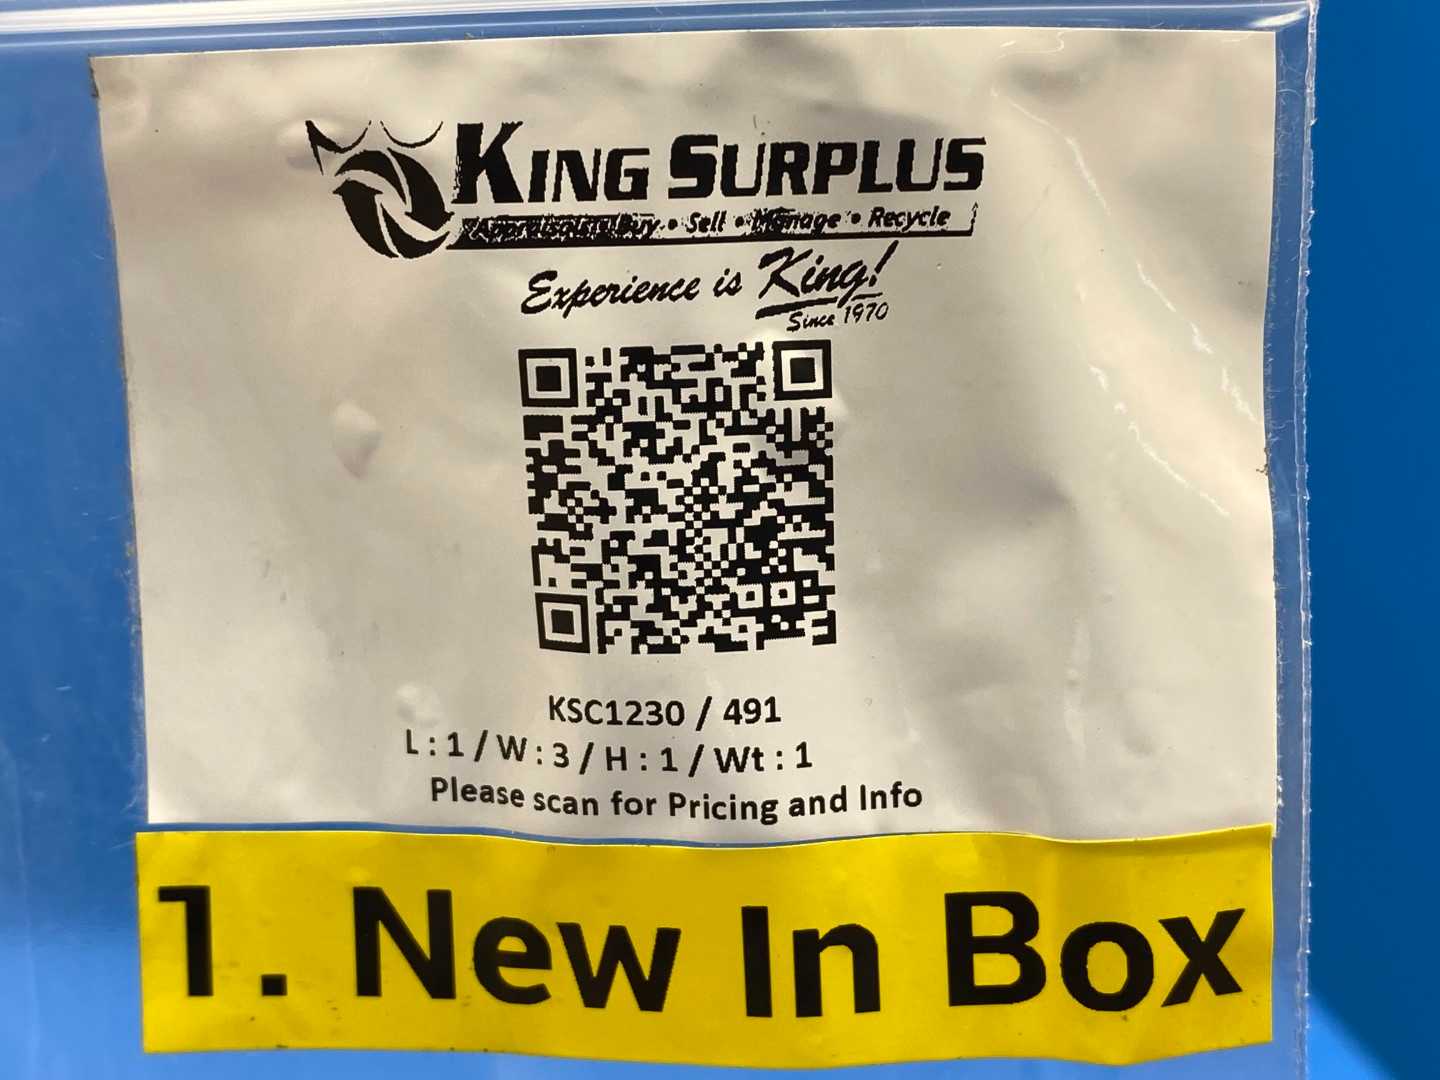 KING SURPLUS
Appraisals • Buy • Sell • Manage • Recycle
Experience is King!
Since 1970
KSC1230 / 491
L : 1 / W : 3 / H : 1 / Wt : 1
Please scan for Pricing and Info
1. New In Box